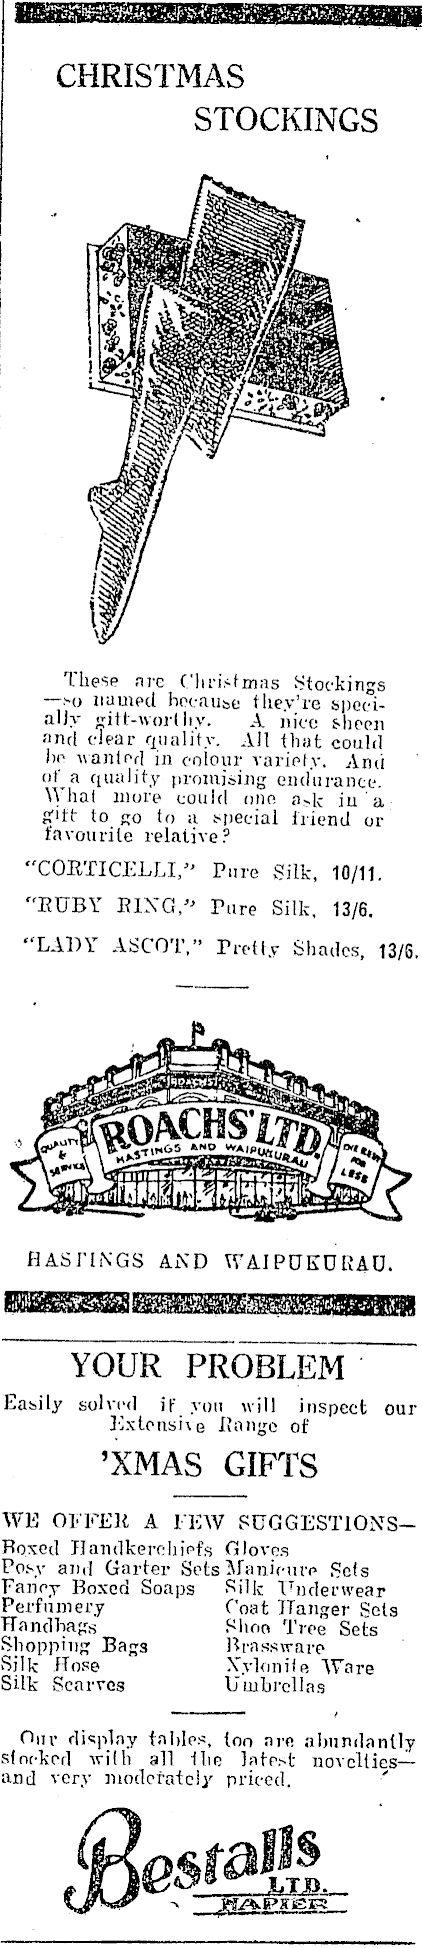 CHRISTMAS
STOCKINGS
These are Christmas Stockings
—so named because they're speci-
ally gift-worthy. A nice sheen
and clear quality. All that could
be wanted in colour variety. And
of a quality promising endurance.
What more could one ask in a
gift to go to a special friend or
favourite relative?
"CORTICELLI," Pure Silk, 10/11.
"RUBY RING," Pure Silk, 13/6.
"LADY ASCOT," Pretty Shades, 13/6.
ROACHS'
QUALITY & SERVICE
ROACHS' LTD.
HASTINGS AND WAIPUKURAU
FOR LESS
HASTINGS AND WAIPUKURAU.
YOUR PROBLEM
Easily solved if you will inspect our
Extensive Range of
'XMAS GIFTS
WE OFFER A FEW SUGGESTIONS—
Boxed Handkerchiefs Gloves
Posy and Garter Sets Manicure Sets
Fancy Boxed Soaps Silk Underwear
Perfumery Coat Hanger Sets
Handbags Shoe Tree Sets
Shopping Bags Brassware
Silk Hose Xylonite Ware
Silk Scarves Umbrellas
Our display tables, too are abundantly
stocked with all the latest novelties—
and very moderately priced.
Bestalls
LTD.
NAPIER